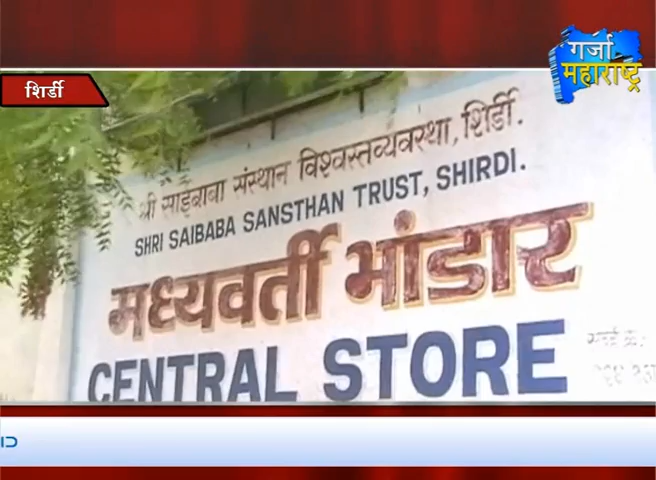 गर्जा
महाराष्ट्र
शिर्डी
श्री साईबाबा संस्थान विश्वस्तव्यवस्था, शिर्डी.
SHRI SAIBABA SANSTHAN TRUST, SHIRDI.
मध्यवर्ती भांडार
CENTRAL STORE